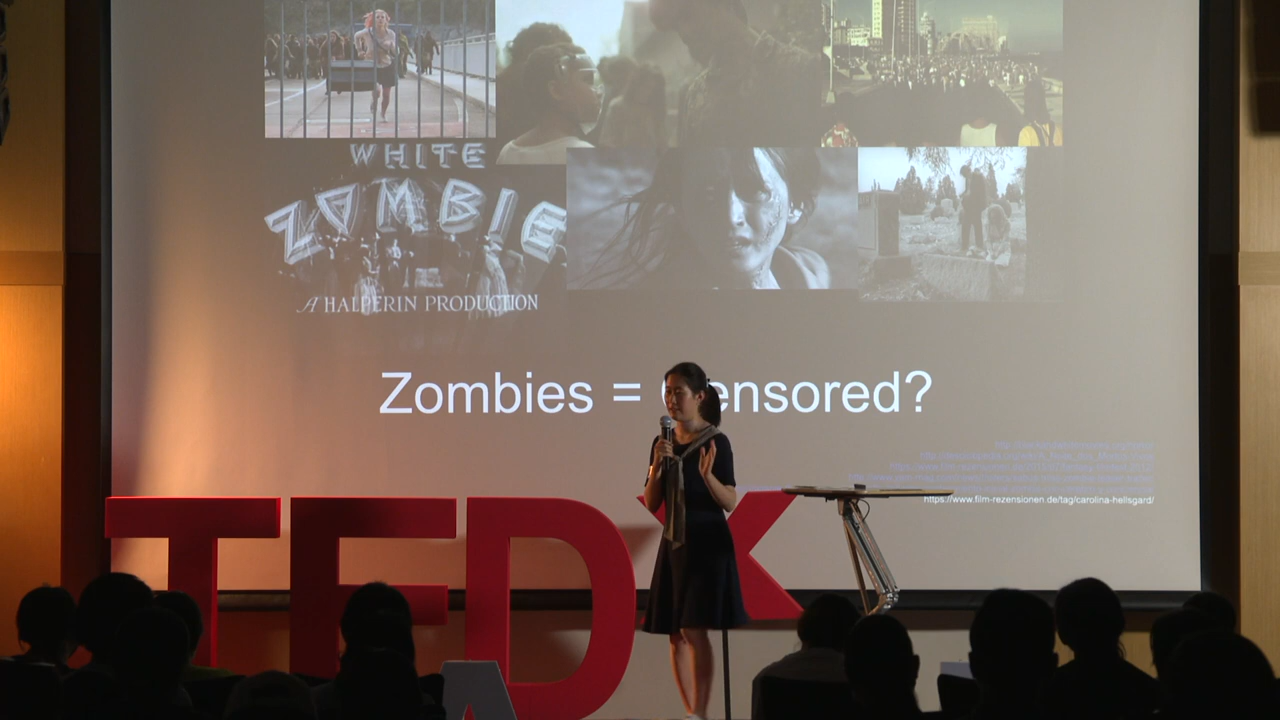 WHITE
ZOMBIE
A HALPERIN PRODUCTION
Zombies = Censored?
https://www.film-rezensionen.de/tag/carolina-hellsgard/
TEDX
A